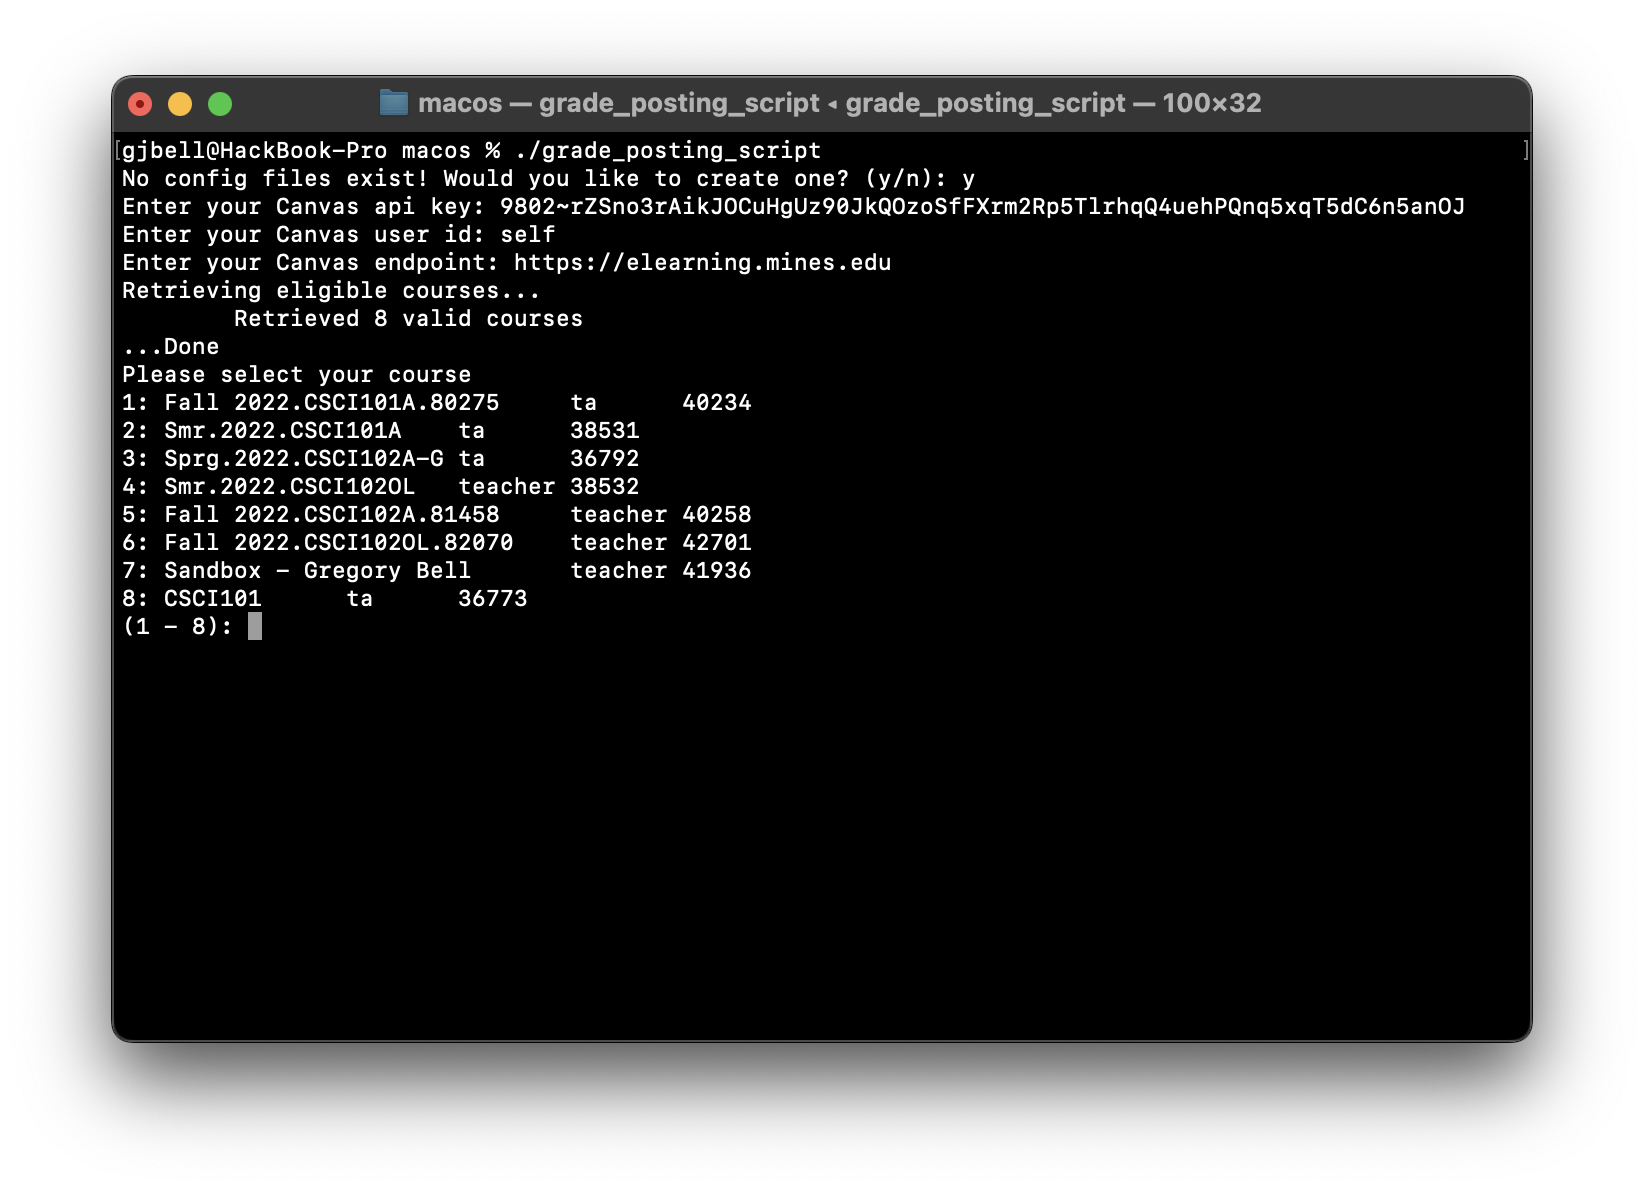 macos — grade_posting_script ◂ grade_posting_script — 100×32
gjbell@HackBook-Pro macos % ./grade_posting_script
No config files exist! Would you like to create one? (y/n): y
Enter your Canvas api key: 9802~rZSno3rAikJOCuHgUz90JkQOzoSfFXrm2Rp5TlrhqQ4uehPQnq5xqT5dC6n5anOJ
Enter your Canvas user id: self
Enter your Canvas endpoint: https://elearning.mines.edu
Retrieving eligible courses...
        Retrieved 8 valid courses
...Done
Please select your course
1: Fall 2022.CSCI101A.80275     ta      40234
2: Smr.2022.CSCI101A    ta      38531
3: Sprg.2022.CSCI102A-G ta      36792
4: Smr.2022.CSCI102OL   teacher 38532
5: Fall 2022.CSCI102A.81458     teacher 40258
6: Fall 2022.CSCI102OL.82070    teacher 42701
7: Sandbox - Gregory Bell       teacher 41936
8: CSCI101      ta      36773
(1 - 8):